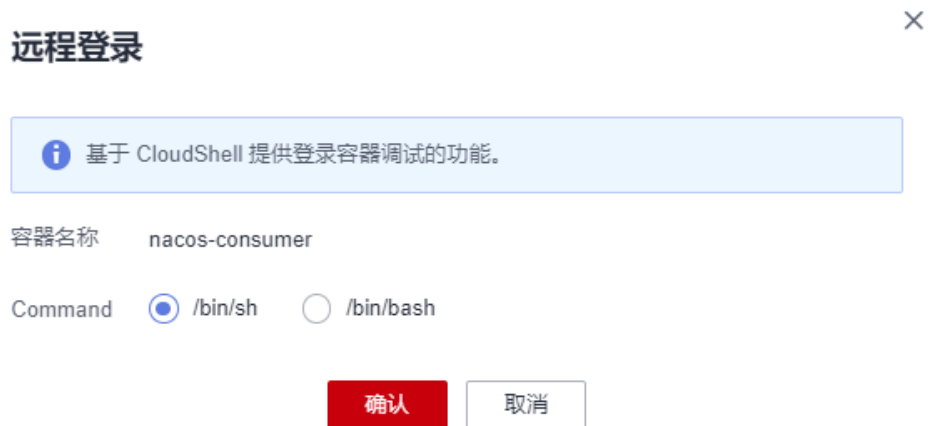 远程登录
基于 CloudShell 提供登录容器调试的功能。
容器名称 nacos-consumer
Command /bin/sh /bin/bash
确认 取消